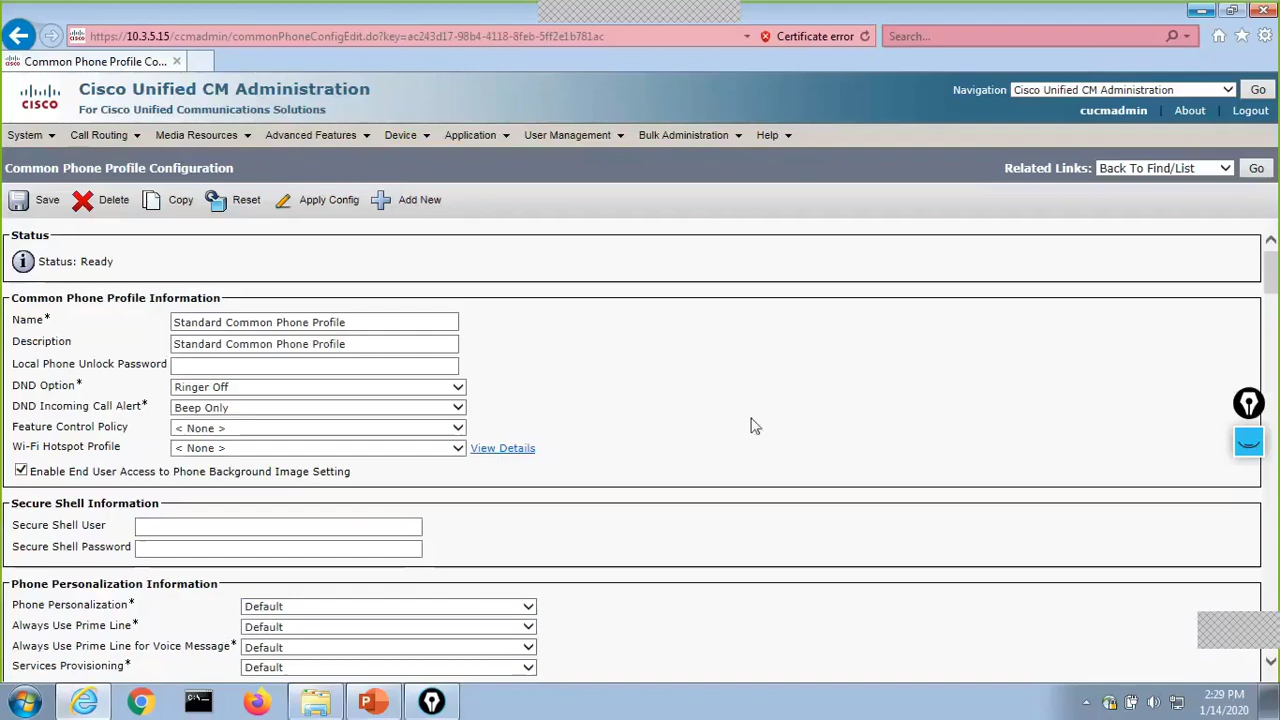 https://10.3.5.15/ccmadmin/commonPhoneConfigEdit.do?key=ac243d17-98b4-4118-8feb-5ff2e1b781ac
Certificate error
Search...
Common Phone Profile Co...
CISCO
Cisco Unified CM Administration
For Cisco Unified Communications Solutions
Navigation Cisco Unified CM Administration Go
cucmadmin | About | Logout
System Call Routing Media Resources Advanced Features Device Application User Management Bulk Administration Help
Common Phone Profile Configuration
Related Links: Back To Find/List Go
Save Delete Copy Reset Apply Config Add New
Status
Status: Ready
Common Phone Profile Information
Name* Standard Common Phone Profile
Description Standard Common Phone Profile
Local Phone Unlock Password
DND Option* Ringer Off
DND Incoming Call Alert* Beep Only
Feature Control Policy < None >
Wi-Fi Hotspot Profile < None > View Details
Enable End User Access to Phone Background Image Setting
Secure Shell Information
Secure Shell User
Secure Shell Password
Phone Personalization Information
Phone Personalization* Default
Always Use Prime Line* Default
Always Use Prime Line for Voice Message* Default
Services Provisioning* Default
2:29 PM
1/14/2020